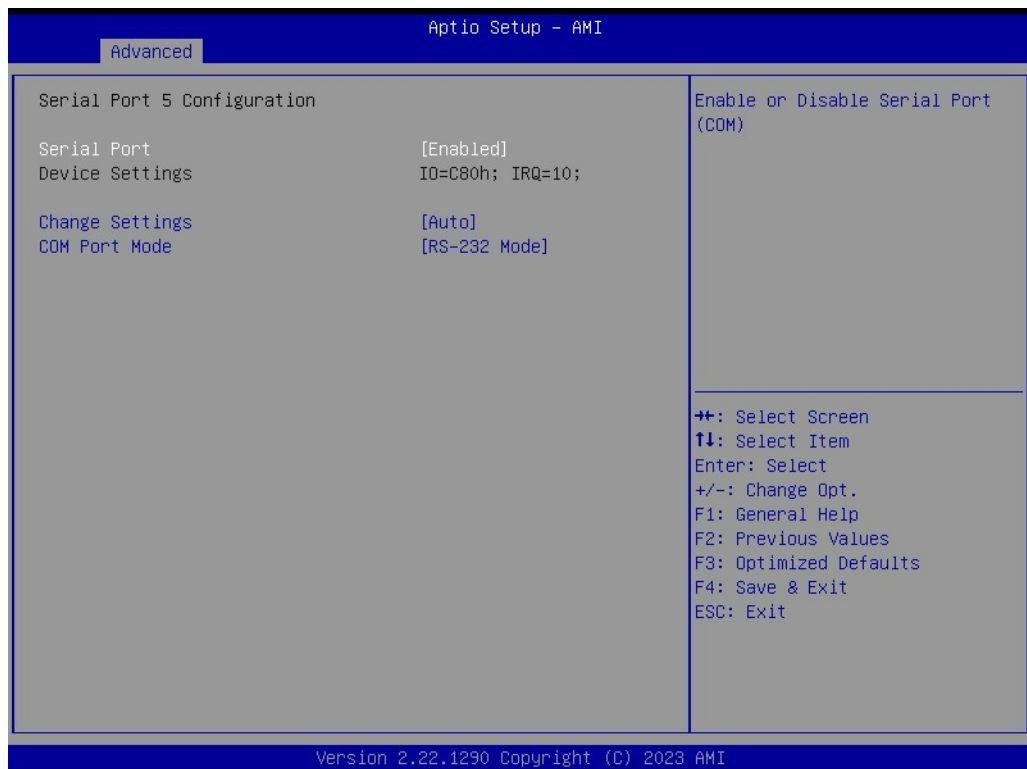 Aptio Setup – AMI
Advanced
Serial Port 5 Configuration
Serial Port [Enabled]
Device Settings IO=C80h; IRQ=10;
Change Settings [Auto]
COM Port Mode [RS-232 Mode]
Enable or Disable Serial Port
(COM)
→←: Select Screen
↑↓: Select Item
Enter: Select
+/-: Change Opt.
F1: General Help
F2: Previous Values
F3: Optimized Defaults
F4: Save & Exit
ESC: Exit
Version 2.22.1290 Copyright (C) 2023 AMI